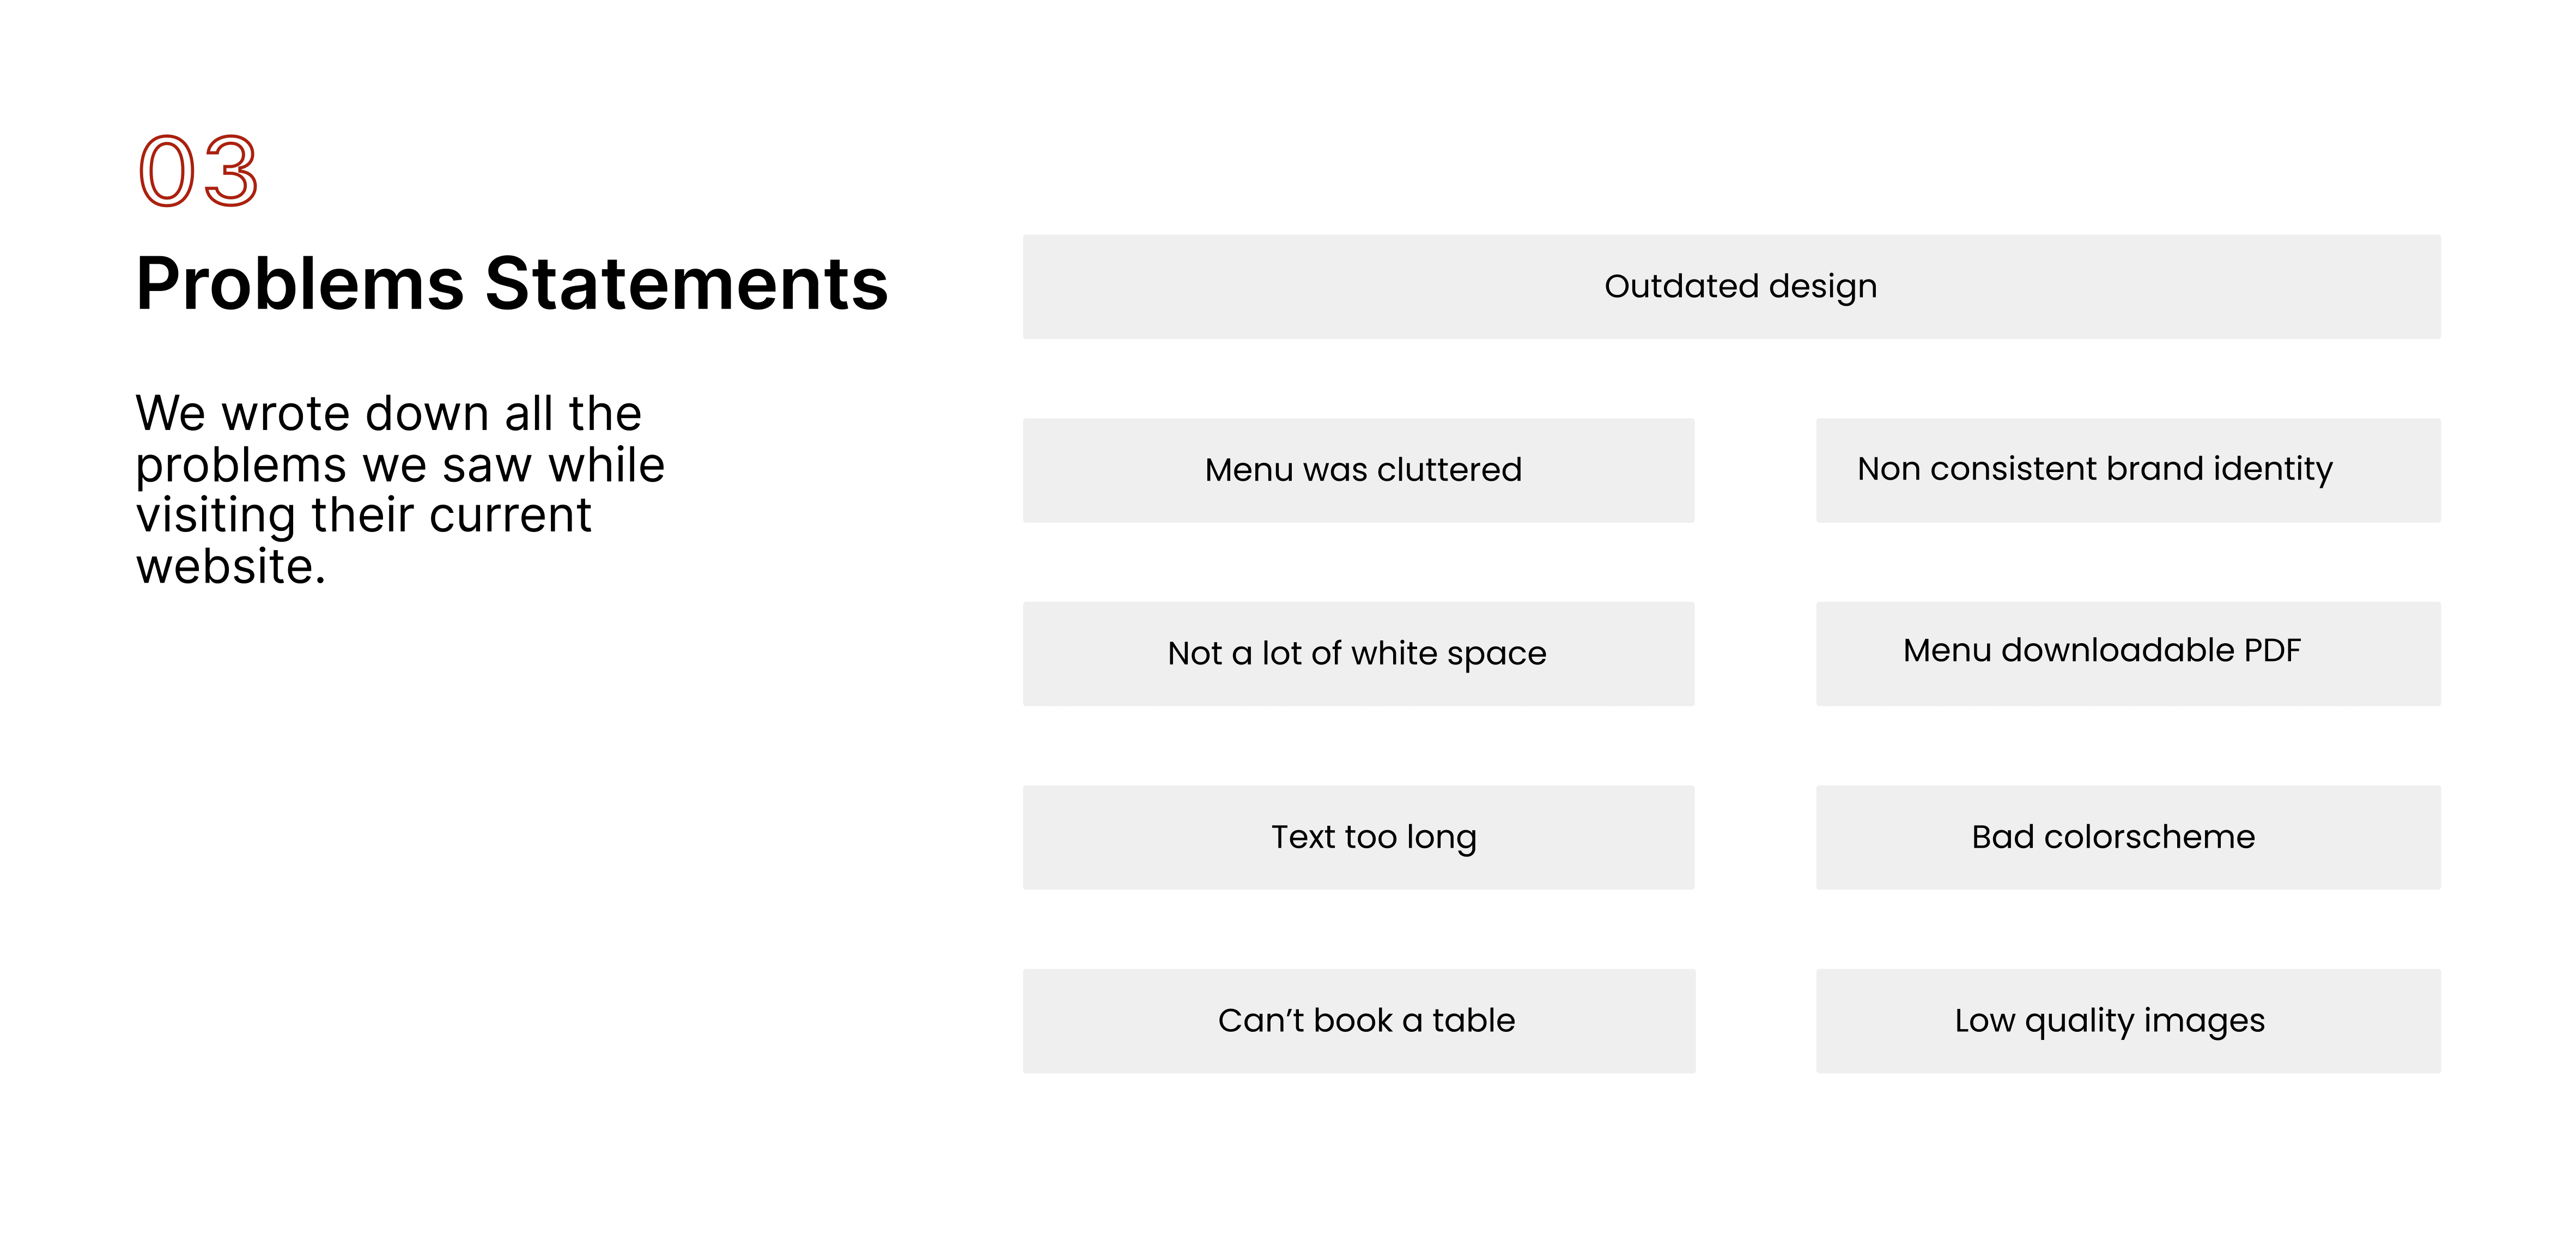 03
Problems Statements
We wrote down all the
problems we saw while
visiting their current
website.
Outdated design
Menu was cluttered
Non consistent brand identity
Not a lot of white space
Menu downloadable PDF
Text too long
Bad colorscheme
Can’t book a table
Low quality images